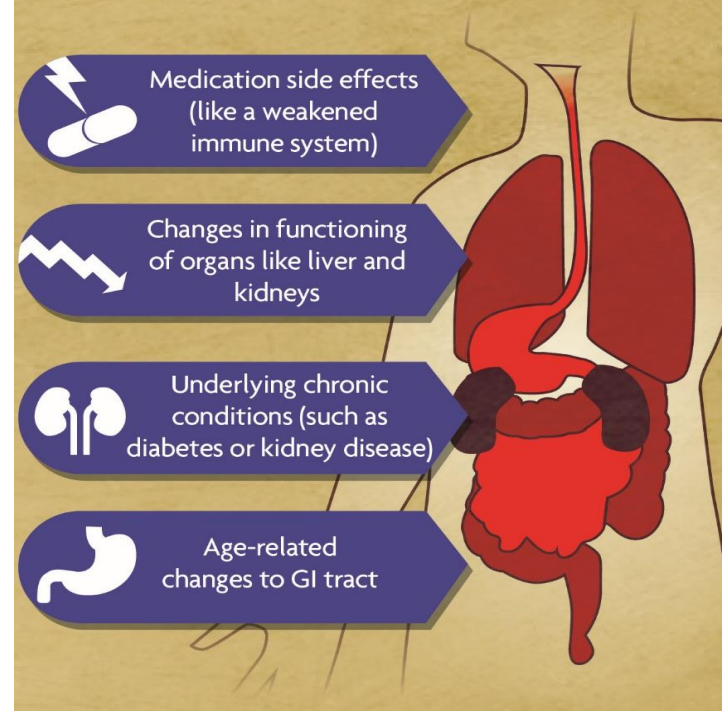 Medication side effects
(like a weakened
immune system)
Changes in functioning
of organs like liver and
kidneys
Underlying chronic
conditions (such as
diabetes or kidney disease)
Age-related
changes to GI tract